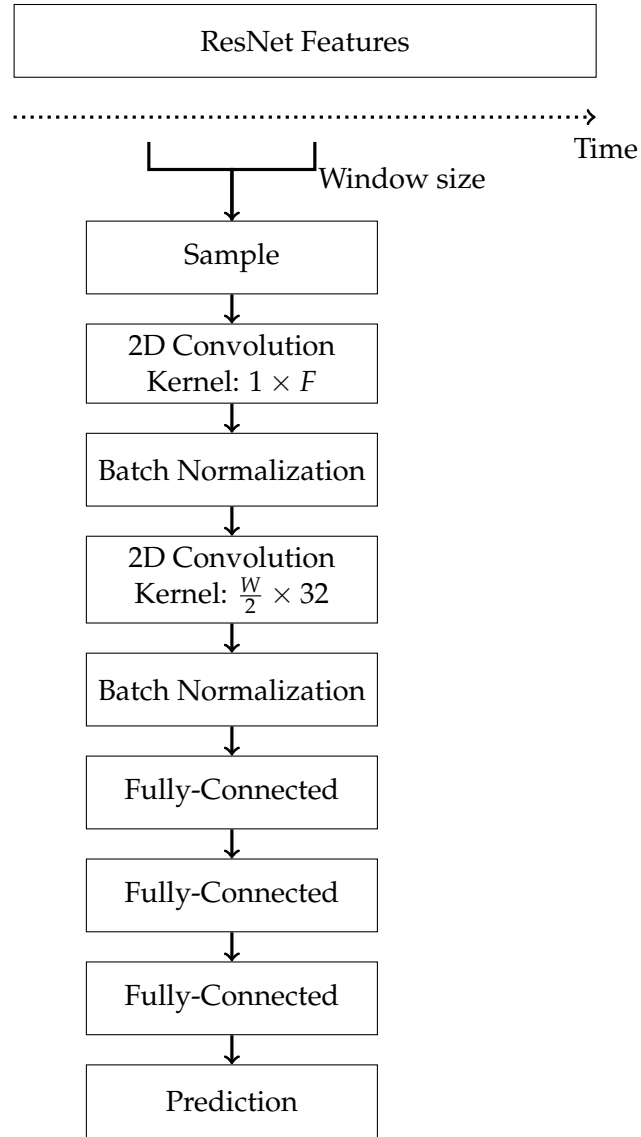 ResNet Features
Time
Window size
Sample
2D Convolution
Kernel: 1 × F
Batch Normalization
2D Convolution
Kernel: W/2 × 32
Batch Normalization
Fully-Connected
Fully-Connected
Fully-Connected
Prediction